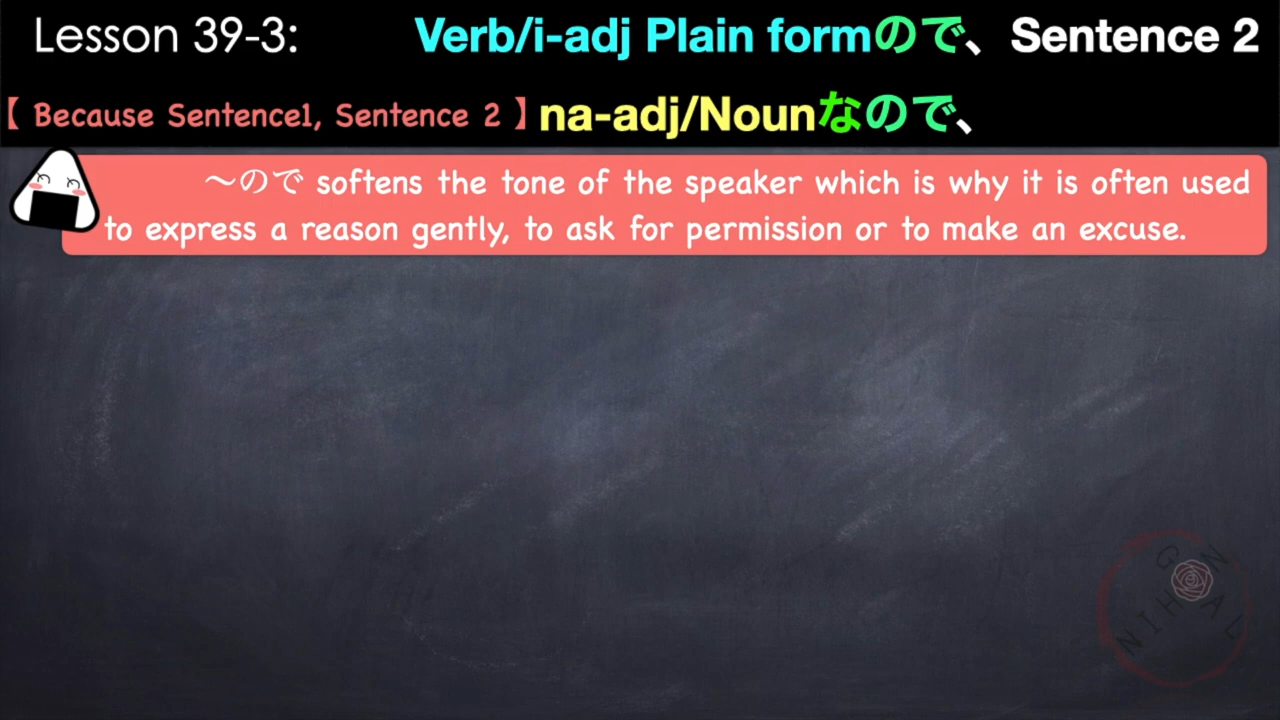 Lesson 39-3: Verb/i-adj Plain formので、Sentence 2
【 Because Sentence1, Sentence 2 】na-adj/Nounなので、
〜ので softens the tone of the speaker which is why it is often used
to express a reason gently, to ask for permission or to make an excuse.
NIHONGOAL